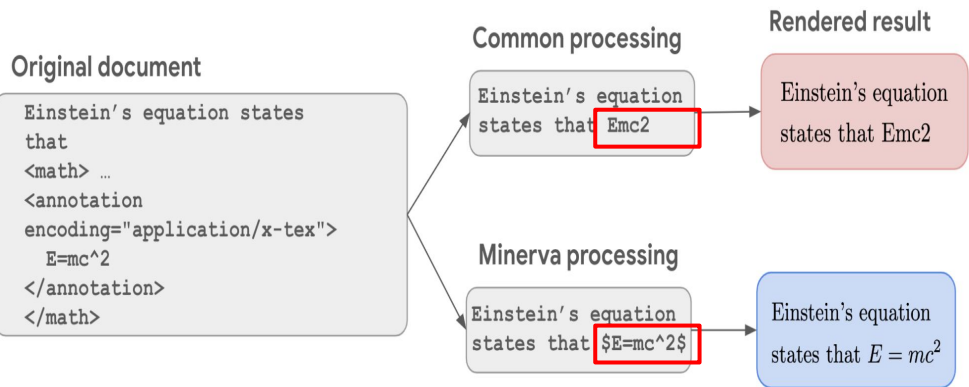 Original document
Einstein's equation states
that
<math> …
<annotation
encoding="application/x-tex">
E=mc^2
</annotation>
</math>
Common processing
Einstein's equation
states that Emc2
Rendered result
Einstein's equation
states that Emc2
Minerva processing
Einstein's equation
states that $E=mc^2$
Einstein's equation
states that E = mc²